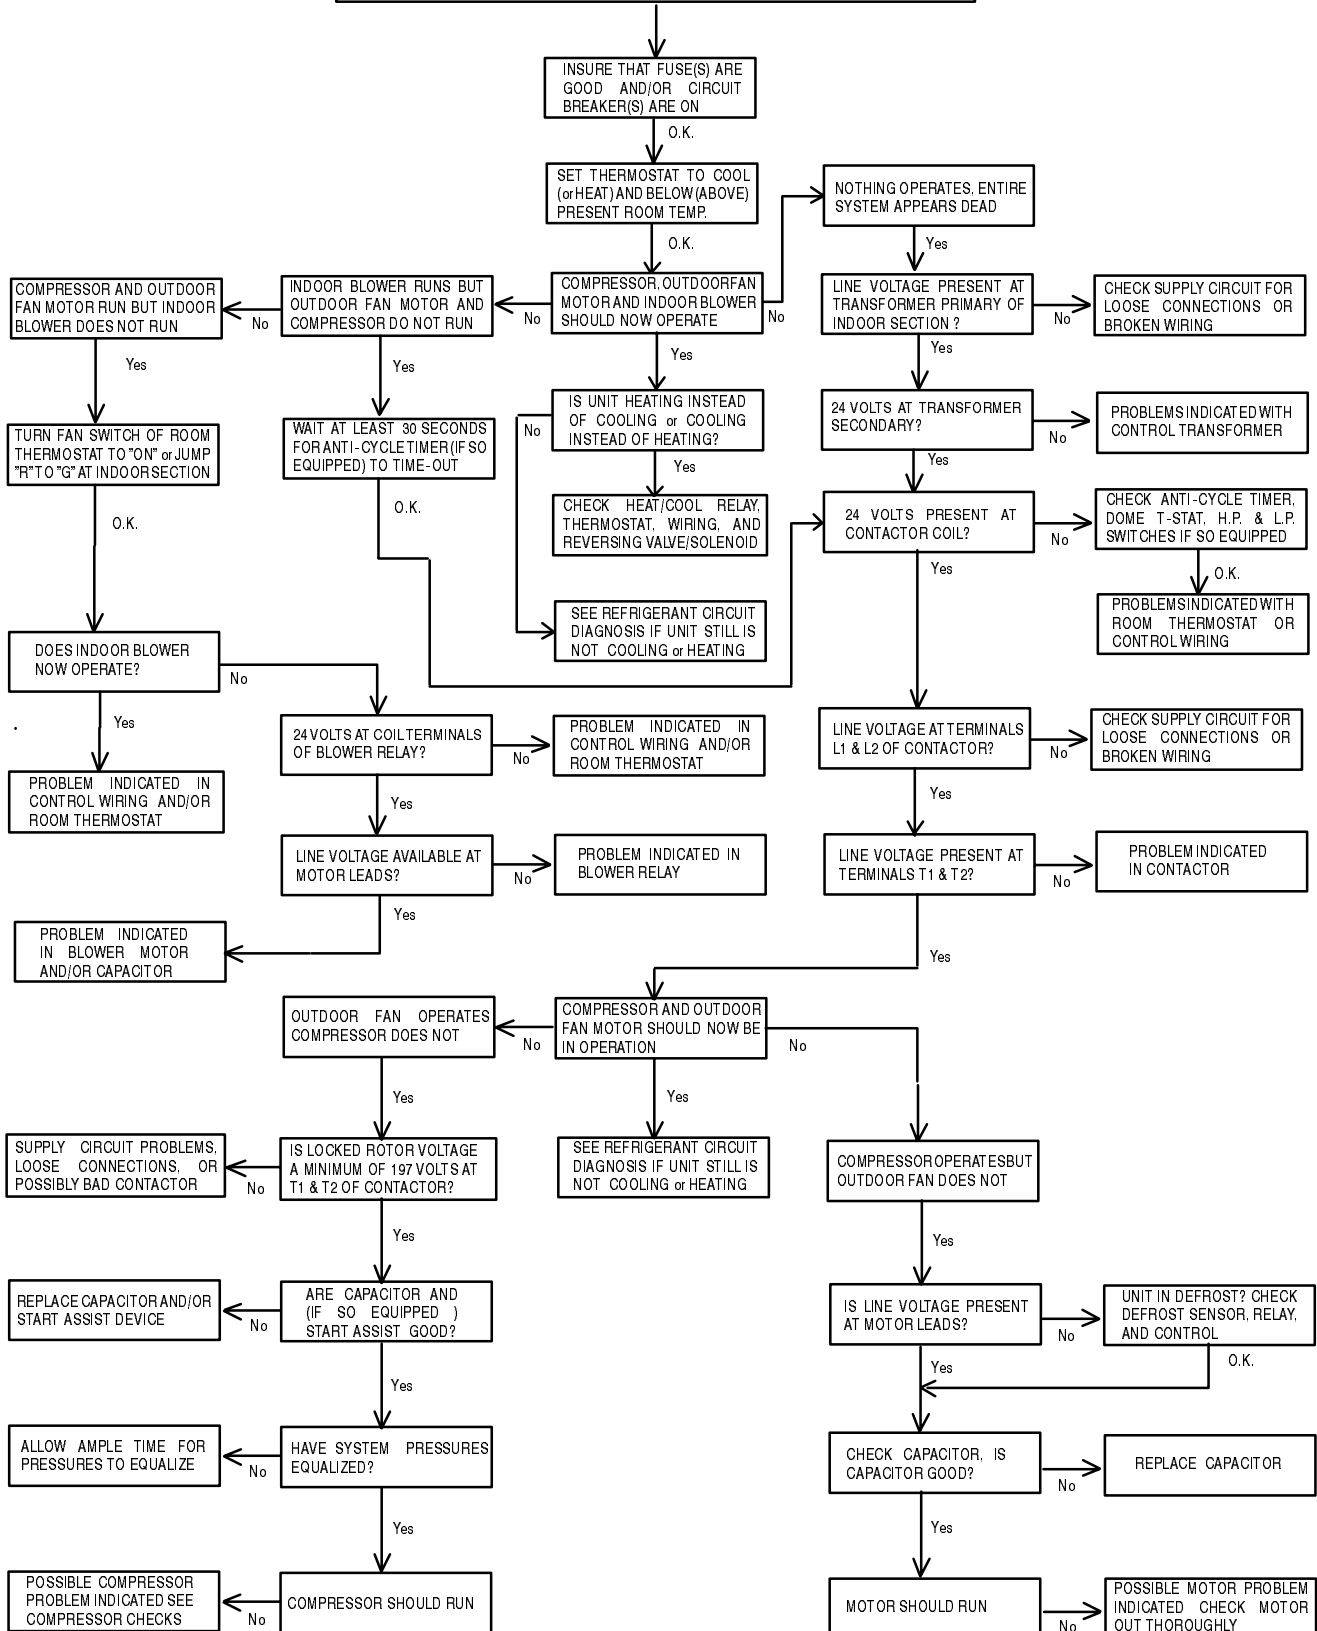 INSURE THAT FUSE(S) ARE
GOOD AND/OR CIRCUIT
BREAKER(S) ARE ON
O.K.
SET THERMOSTAT TO COOL
(or HEAT) AND BELOW (ABOVE)
PRESENT ROOM TEMP.
O.K.
NOTHING OPERATES, ENTIRE
SYSTEM APPEARS DEAD
Yes
COMPRESSOR AND OUTDOOR
FAN MOTOR RUN BUT INDOOR
BLOWER DOES NOT RUN
No
INDOOR BLOWER RUNS BUT
OUTDOOR FAN MOTOR AND
COMPRESSOR DO NOT RUN
No
COMPRESSOR, OUTDOOR FAN
MOTOR AND INDOOR BLOWER
SHOULD NOW OPERATE
No
LINE VOLTAGE PRESENT AT
TRANSFORMER PRIMARY OF
INDOOR SECTION ?
No
CHECK SUPPLY CIRCUIT FOR
LOOSE CONNECTIONS OR
BROKEN WIRING
Yes
Yes
Yes
Yes
TURN FAN SWITCH OF ROOM
THERMOSTAT TO "ON" or JUMP
"R" TO "G" AT INDOOR SECTION
WAIT AT LEAST 30 SECONDS
FOR ANTI-CYCLE TIMER (IF SO
EQUIPPED) TO TIME-OUT
No
IS UNIT HEATING INSTEAD
OF COOLING or COOLING
INSTEAD OF HEATING?
24 VOLTS AT TRANSFORMER
SECONDARY?
No
PROBLEMS INDICATED WITH
CONTROL TRANSFORMER
Yes
Yes
O.K.
O.K.
CHECK HEAT/COOL RELAY,
THERMOSTAT, WIRING, AND
REVERSING VALVE/SOLENOID
24 VOLTS PRESENT AT
CONTACTOR COIL?
No
CHECK ANTI-CYCLE TIMER,
DOME T-STAT, H.P. & L.P.
SWITCHES IF SO EQUIPPED
Yes
O.K.
SEE REFRIGERANT CIRCUIT
DIAGNOSIS IF UNIT STILL IS
NOT COOLING or HEATING
PROBLEMS INDICATED WITH
ROOM THERMOSTAT OR
CONTROL WIRING
DOES INDOOR BLOWER
NOW OPERATE?
No
Yes
24 VOLTS AT COIL TERMINALS
OF BLOWER RELAY?
No
PROBLEM INDICATED IN
CONTROL WIRING AND/OR
ROOM THERMOSTAT
LINE VOLTAGE AT TERMINALS
L1 & L2 OF CONTACTOR?
No
CHECK SUPPLY CIRCUIT FOR
LOOSE CONNECTIONS OR
BROKEN WIRING
PROBLEM INDICATED IN
CONTROL WIRING AND/OR
ROOM THERMOSTAT
Yes
Yes
LINE VOLTAGE AVAILABLE AT
MOTOR LEADS?
No
PROBLEM INDICATED IN
BLOWER RELAY
LINE VOLTAGE PRESENT AT
TERMINALS T1 & T2?
No
PROBLEM INDICATED
IN CONTACTOR
Yes
Yes
PROBLEM INDICATED
IN BLOWER MOTOR
AND/OR CAPACITOR
OUTDOOR FAN OPERATES
COMPRESSOR DOES NOT
No
COMPRESSOR AND OUTDOOR
FAN MOTOR SHOULD NOW BE
IN OPERATION
No
Yes
Yes
SUPPLY CIRCUIT PROBLEMS,
LOOSE CONNECTIONS, OR
POSSIBLY BAD CONTACTOR
No
IS LOCKED ROTOR VOLTAGE
A MINIMUM OF 197 VOLTS AT
T1 & T2 OF CONTACTOR?
SEE REFRIGERANT CIRCUIT
DIAGNOSIS IF UNIT STILL IS
NOT COOLING or HEATING
COMPRESSOR OPERATES BUT
OUTDOOR FAN DOES NOT
Yes
Yes
REPLACE CAPACITOR AND/OR
START ASSIST DEVICE
No
ARE CAPACITOR AND
(IF SO EQUIPPED )
START ASSIST GOOD?
IS LINE VOLTAGE PRESENT
AT MOTOR LEADS?
No
UNIT IN DEFROST? CHECK
DEFROST SENSOR, RELAY,
AND CONTROL
Yes
Yes
O.K.
ALLOW AMPLE TIME FOR
PRESSURES TO EQUALIZE
No
HAVE SYSTEM PRESSURES
EQUALIZED?
CHECK CAPACITOR, IS
CAPACITOR GOOD?
No
REPLACE CAPACITOR
Yes
Yes
POSSIBLE COMPRESSOR
PROBLEM INDICATED SEE
COMPRESSOR CHECKS
No
COMPRESSOR SHOULD RUN
MOTOR SHOULD RUN
No
POSSIBLE MOTOR PROBLEM
INDICATED CHECK MOTOR
OUT THOROUGHLY